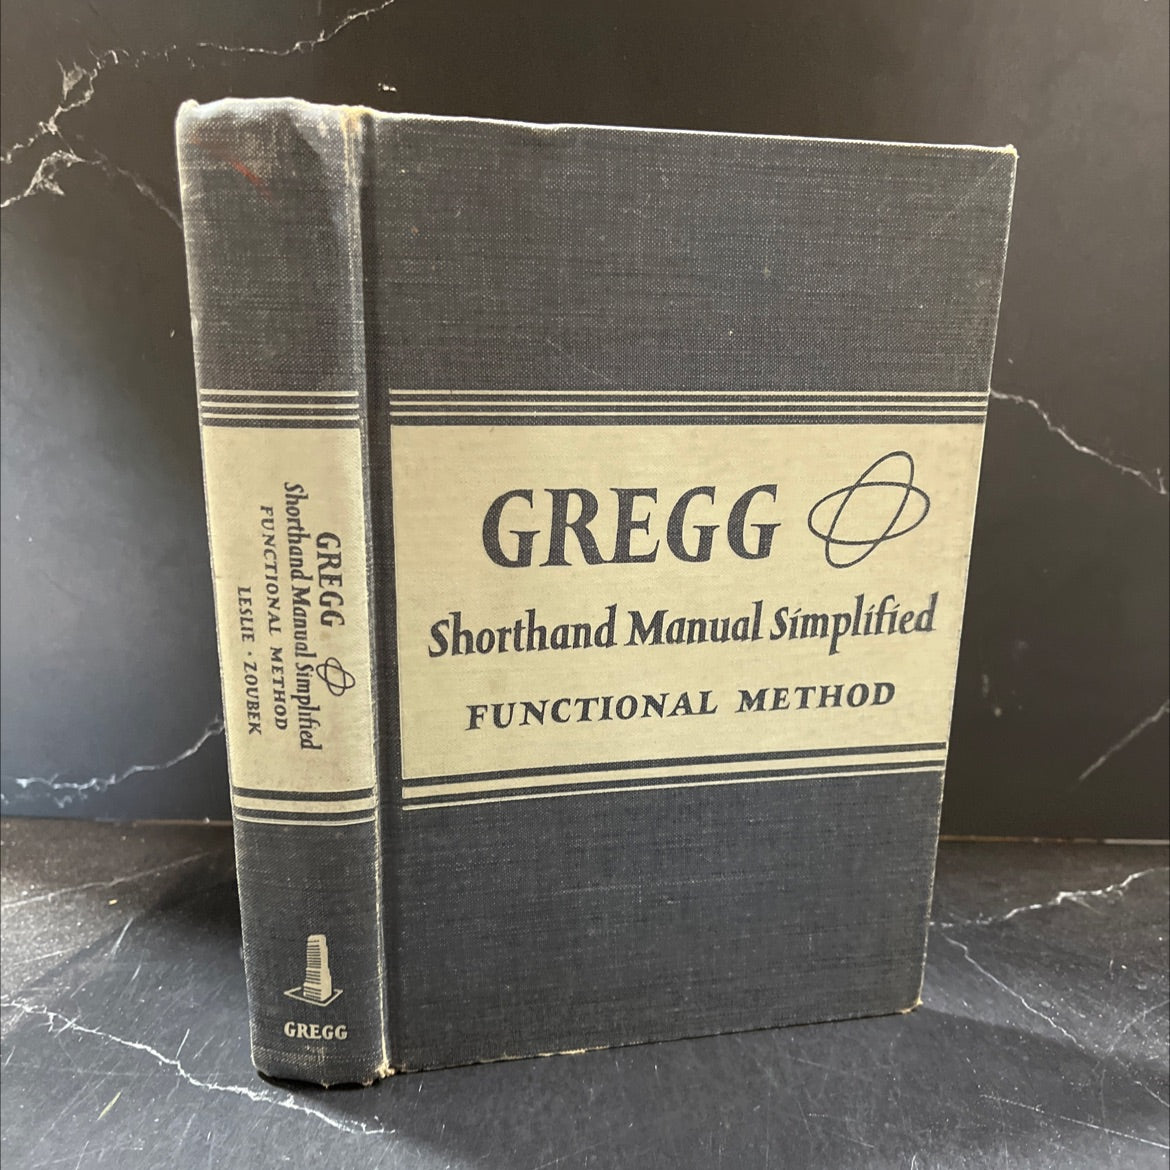 GREGG
Shorthand Manual Simplified
FUNCTIONAL METHOD
LESLIE · ZOUBEK
GREGG
GREGG
Shorthand Manual Simplified
FUNCTIONAL METHOD